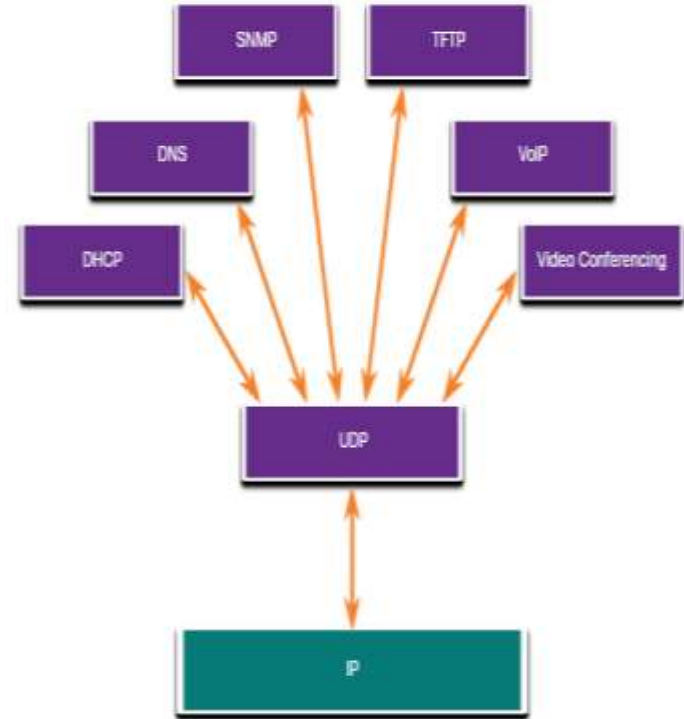 SNMP
TFTP
DNS
VoIP
DHCP
Video Conferencing
UDP
IP